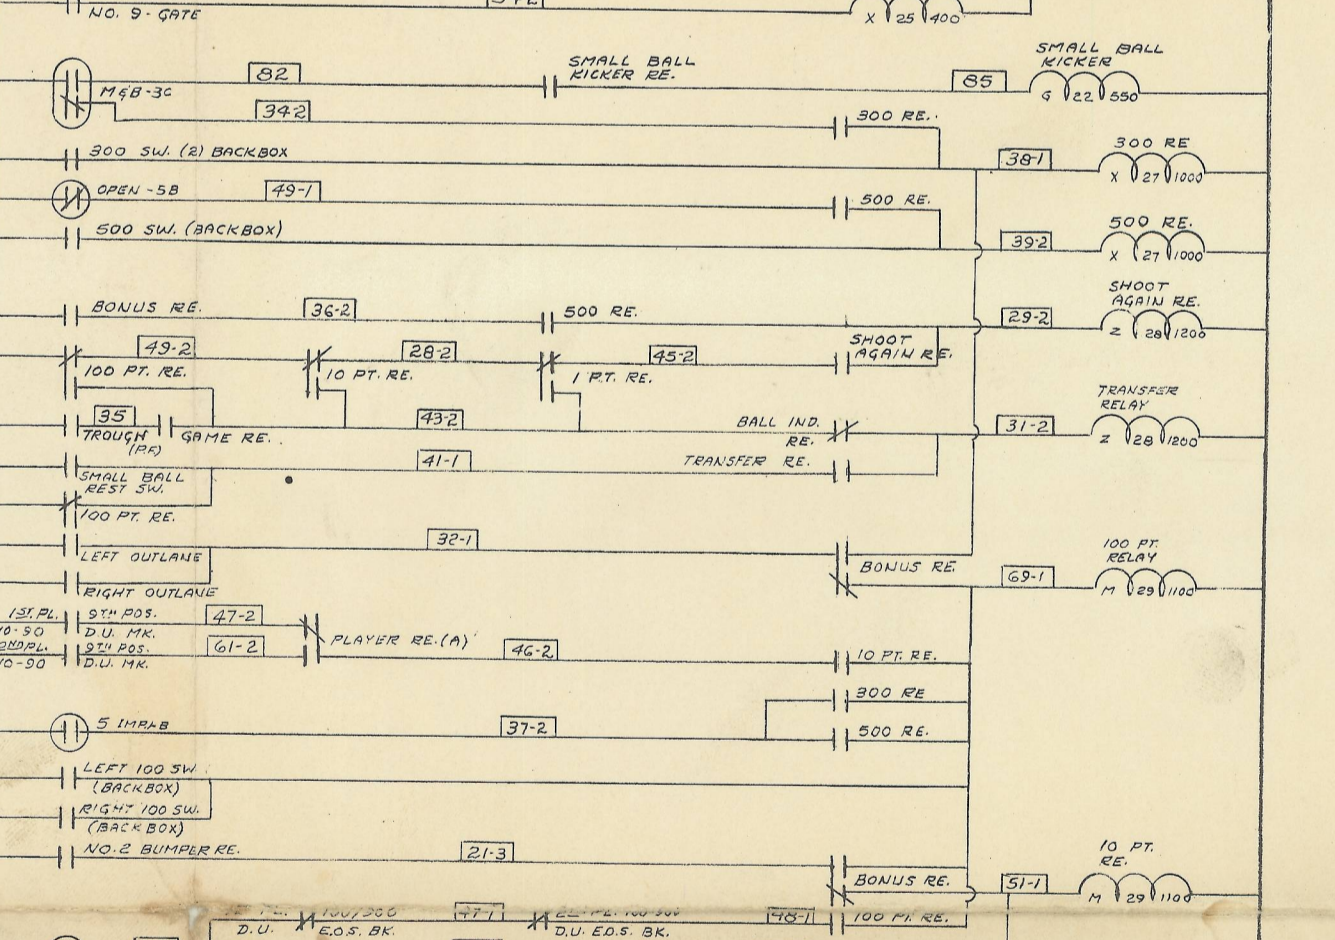 NO. 9 - GATE
X 25 400
SMALL BALL
KICKER
82
SMALL BALL
KICKER RE.
85
G 22 550
M&B-3C
34-2
300 RE.
300 SW. (2) BACKBOX
38-1
300 RE
X 27 1000
OPEN -5B
49-1
500 RE.
500 SW. (BACKBOX)
39-2
500 RE.
X 27 1000
BONUS RE.
36-2
500 RE.
29-2
SHOOT
AGAIN RE.
Z 28 1200
49-2
28-2
45-2
SHOOT
AGAIN RE.
100 PT. RE.
10 PT. RE.
1 PT. RE.
35
43-2
TROUGH
(P.F.)
GAME RE.
BALL IND.
RE.
31-2
TRANSFER
RELAY
Z 28 1200
41-1
TRANSFER RE.
SMALL BALL
REST SW.
100 PT. RE.
32-1
LEFT OUTLANE
RIGHT OUTLANE
BONUS RE.
69-1
100 PT.
RELAY
M 29 1100
1ST. PL.
9TH POS.
D.U. MK.
47-2
2ND PL.
10-90
9TH POS.
D.U. MK.
61-2
PLAYER RE. (A)
46-2
10 PT. RE.
300 RE
5 IMP.
37-2
500 RE.
LEFT 100 SW.
(BACKBOX)
RIGHT 100 SW.
(BACK BOX)
NO. 2 BUMPER RE.
21-3
BONUS RE.
51-1
10 PT.
RE.
M 29 1100
D.U.
E.O.S. BK.
47-1
D.U. E.O.S. BK.
48-1
100 PT. RE.